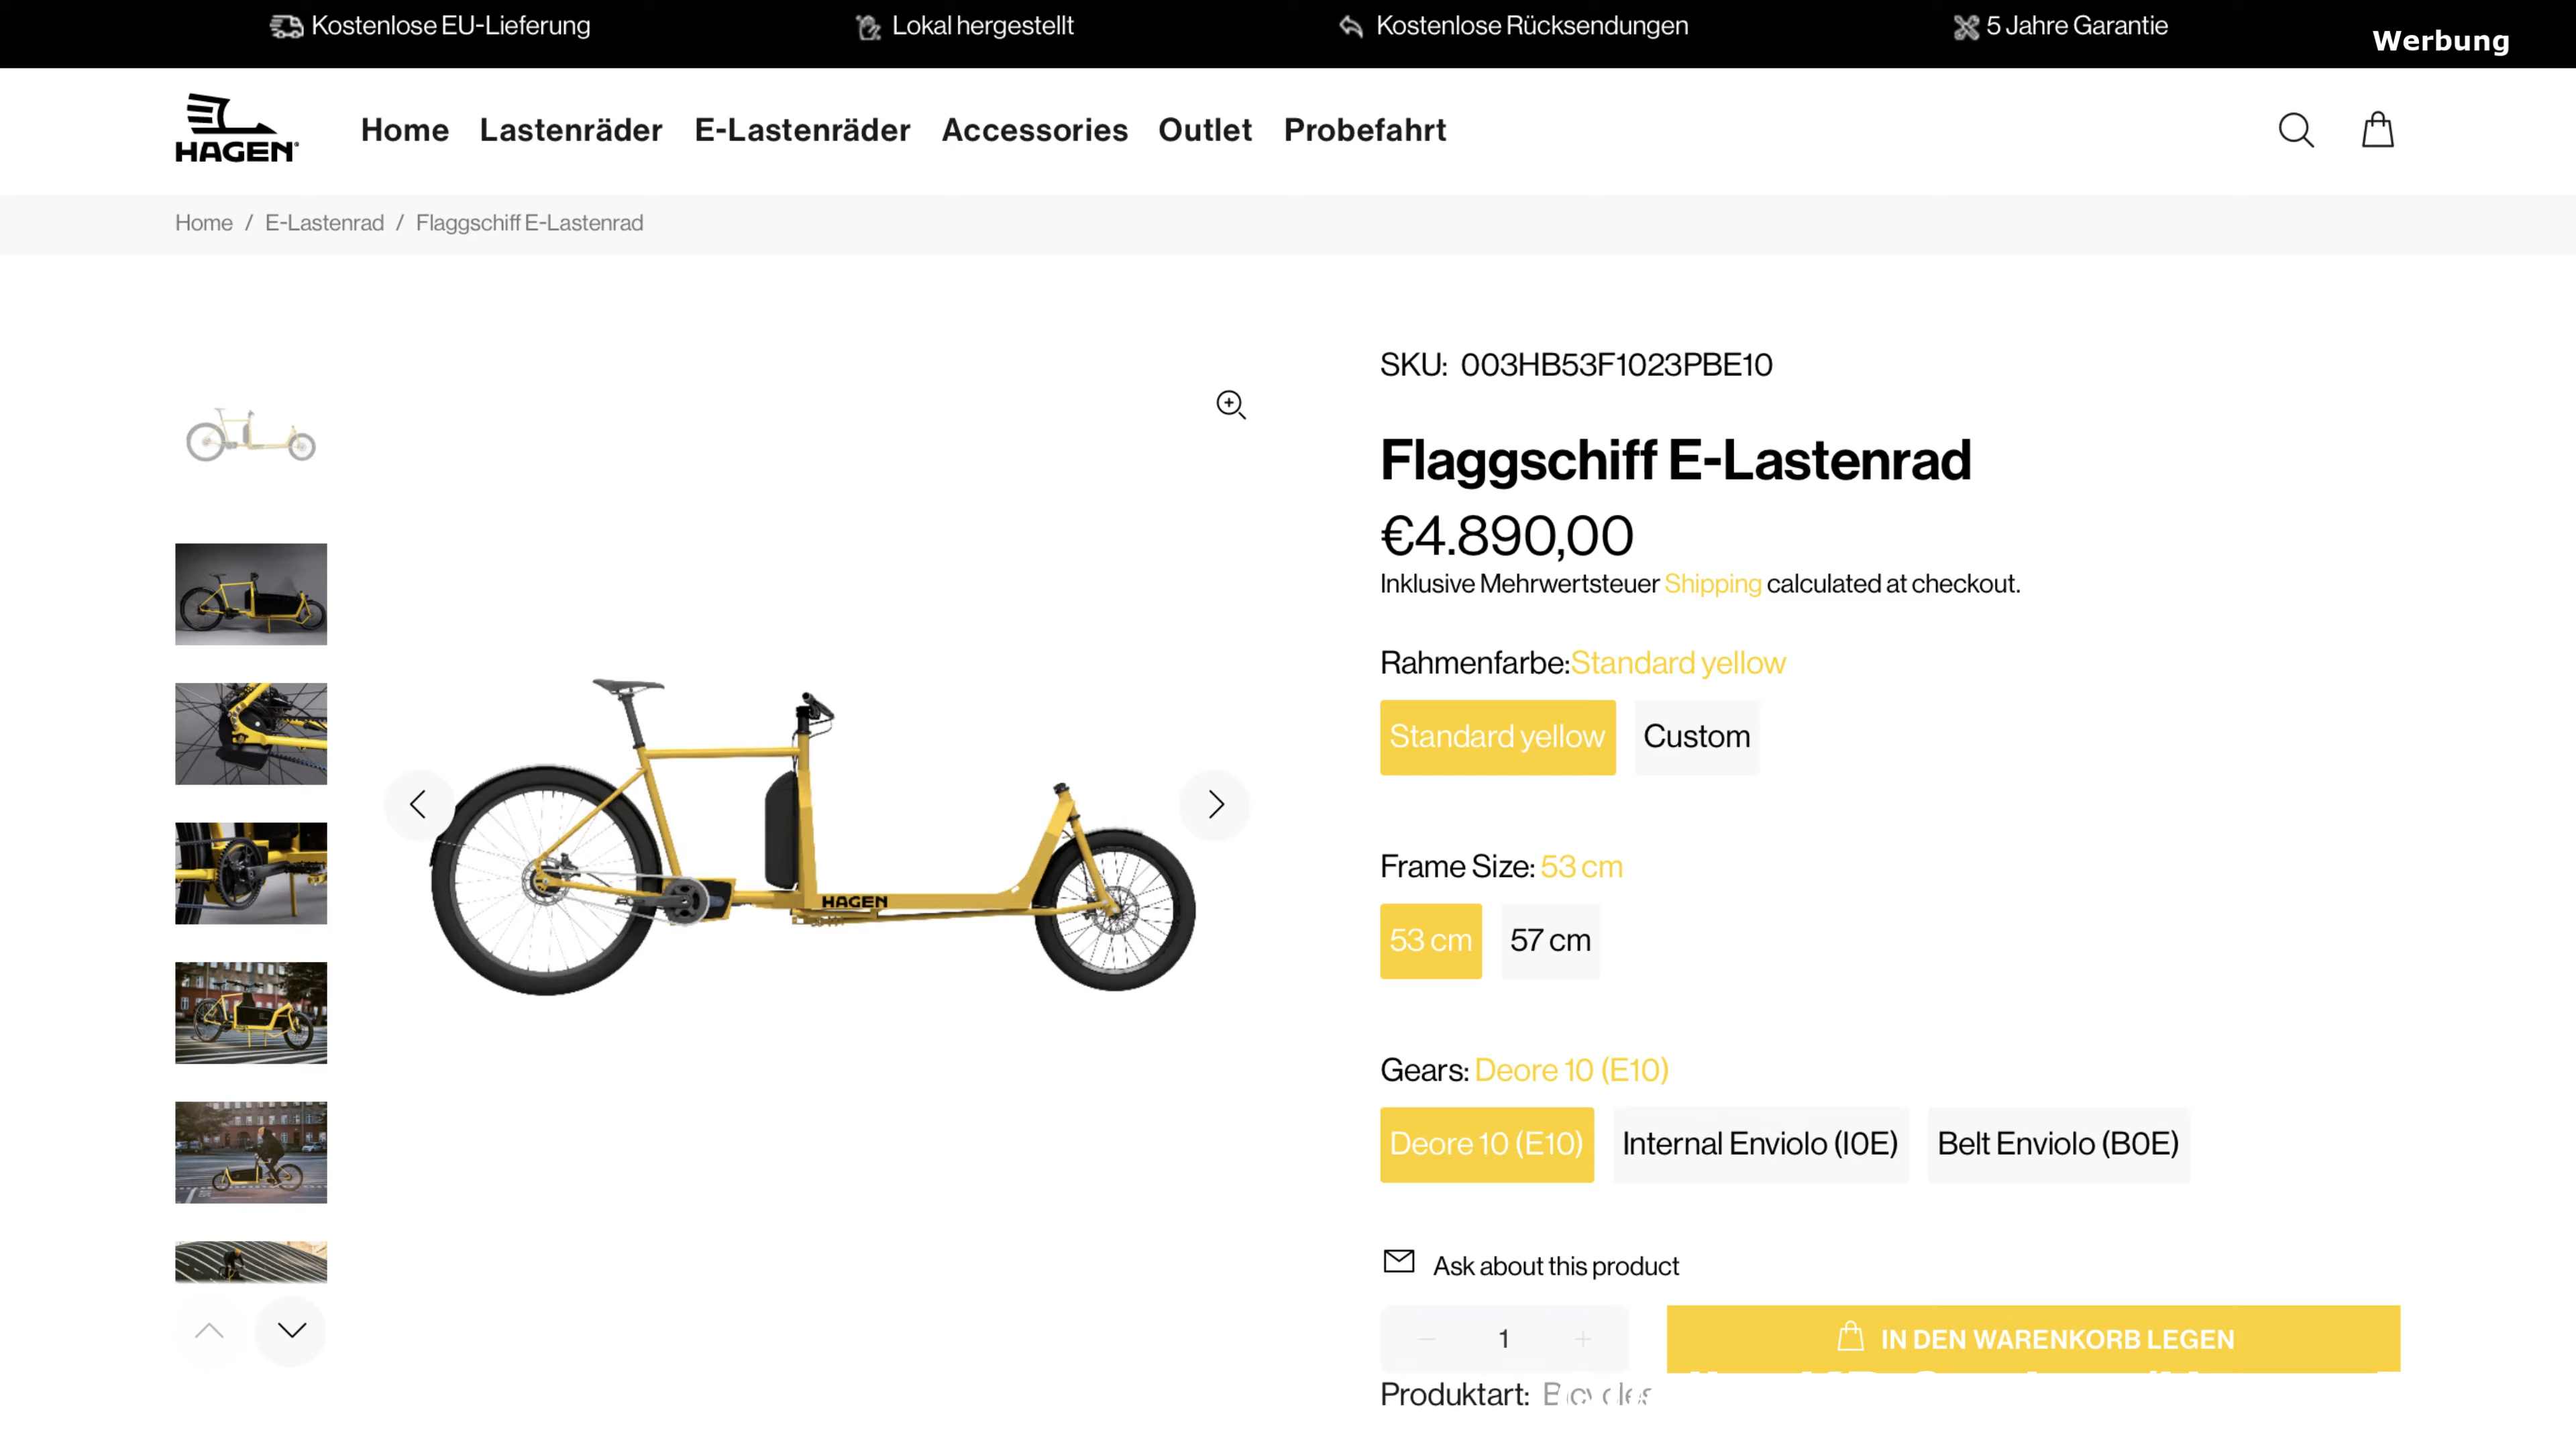 Kostenlose EU-Lieferung
Lokal hergestellt
Kostenlose Rücksendungen
5 Jahre Garantie
Werbung
HAGEN
Home
Lastenräder
E-Lastenräder
Accessories
Outlet
Probefahrt
Home / E-Lastenrad / Flaggschiff E-Lastenrad
SKU: 003HB53F1023PBE10
Flaggschiff E-Lastenrad
€4.890,00
Inklusive Mehrwertsteuer Shipping calculated at checkout.
Rahmenfarbe:Standard yellow
Standard yellow
Custom
HAGEN
Frame Size: 53 cm
53 cm
57 cm
Gears: Deore 10 (E10)
Deore 10 (E10)
Internal Enviolo (I0E)
Belt Enviolo (B0E)
Ask about this product
1
IN DEN WARENKORB LEGEN
Produktart: Bicycles